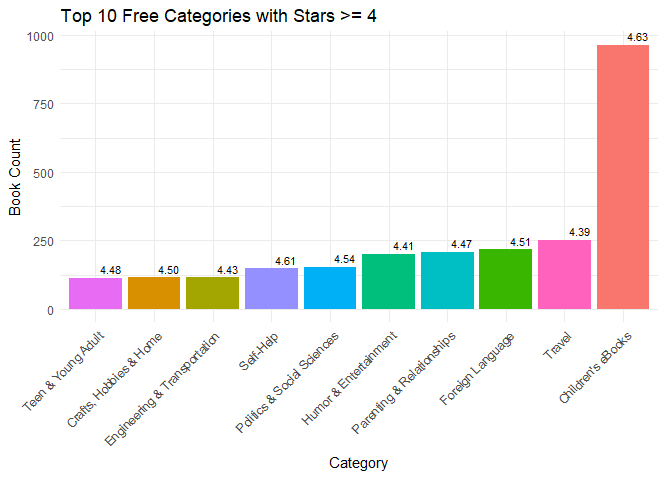 Top 10 Free Categories with Stars >= 4
1000
750
500
250
0
Book Count
4.48
4.50
4.43
4.61
4.54
4.41
4.47
4.51
4.39
4.63
Teen & Young Adult
Crafts, Hobbies & Home
Engineering & Transportation
Self-Help
Politics & Social Sciences
Humor & Entertainment
Parenting & Relationships
Foreign Language
Travel
Children's eBooks
Category